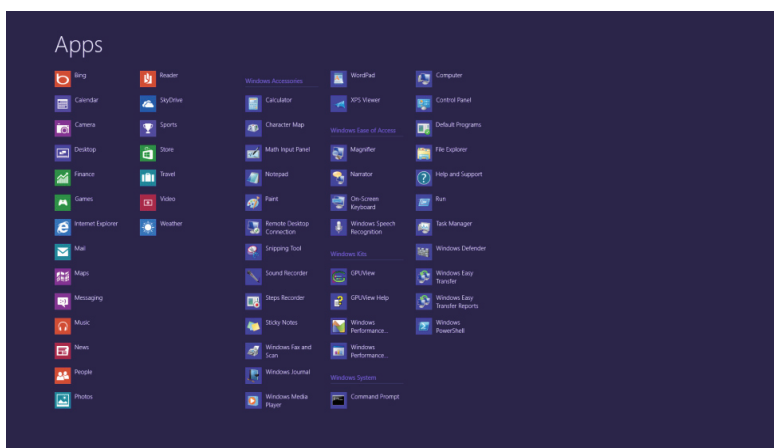 Apps
Bing
Calendar
Camera
Desktop
Finance
Games
Internet Explorer
Mail
Maps
Messaging
Music
News
People
Photos
Reader
SkyDrive
Sports
Store
Travel
Video
Weather
Windows Accessories
Calculator
Character Map
Math Input Panel
Notepad
Paint
Remote Desktop
Connection
Snipping Tool
Sound Recorder
Steps Recorder
Sticky Notes
Windows Fax and
Scan
Windows Journal
Windows Media
Player
WordPad
XPS Viewer
Windows Ease of Access
Magnifier
Narrator
On-Screen
Keyboard
Windows Speech
Recognition
Windows Kits
GPUView
GPUView Help
Windows
Performance...
Windows
Performance...
Windows System
Command Prompt
Computer
Control Panel
Default Programs
File Explorer
Help and Support
Run
Task Manager
Windows Defender
Windows Easy
Transfer
Windows Easy
Transfer Reports
Windows
PowerShell